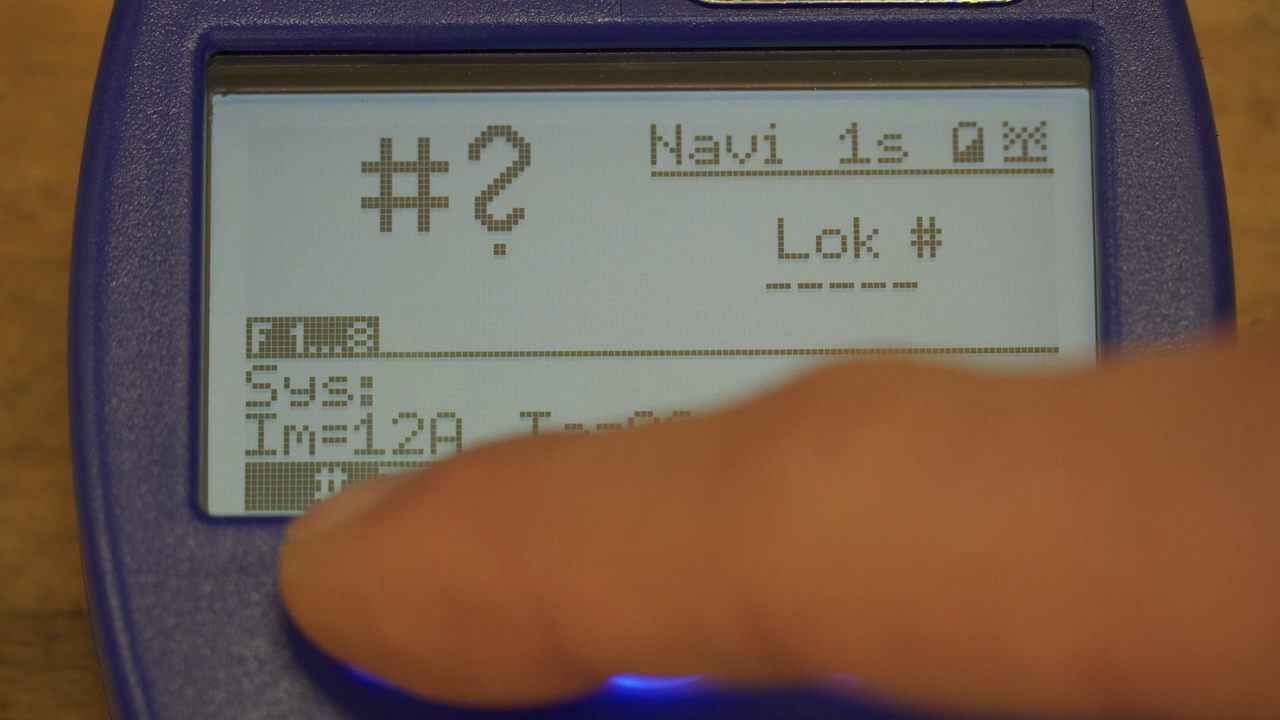 #?
Navi 1s
Lok #
_ _ _ _ _
F 1...8
Sys:
Im=12A
#